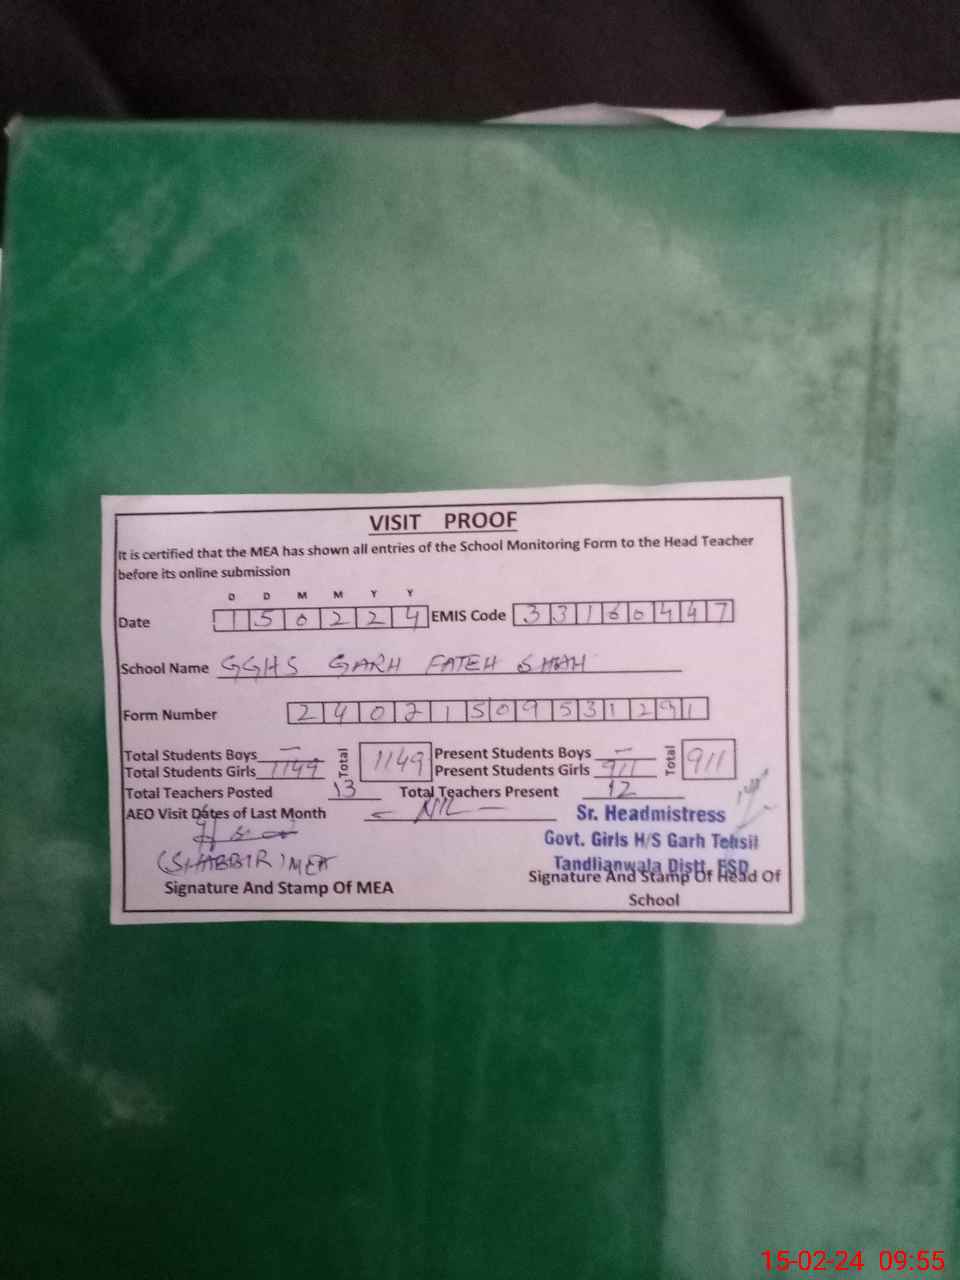 VISIT PROOF
It is certified that the MEA has shown all entries of the School Monitoring Form to the Head Teacher
before its online submission
D D M M Y Y
Date 1 5 0 2 2 4 EMIS Code 3 3 1 6 0 4 4 7
School Name GGHS GARH FATEH SHAH
Form Number 2 4 0 2 1 5 0 9 5 3 1 2 9 1
Total Students Boys — Total 1149 Present Students Boys — Total 911
Total Students Girls 1149 Present Students Girls 911
Total Teachers Posted 13 Total Teachers Present 12
AEO Visit Dates of Last Month — NIL — Sr. Headmistress
Govt. Girls H/S Garh Tehsil
(SHABBIR) MEA Tandlianwala Distt. FSD.
Signature And Stamp Of MEA Signature And Stamp Of Head Of
School
15-02-24 09:55